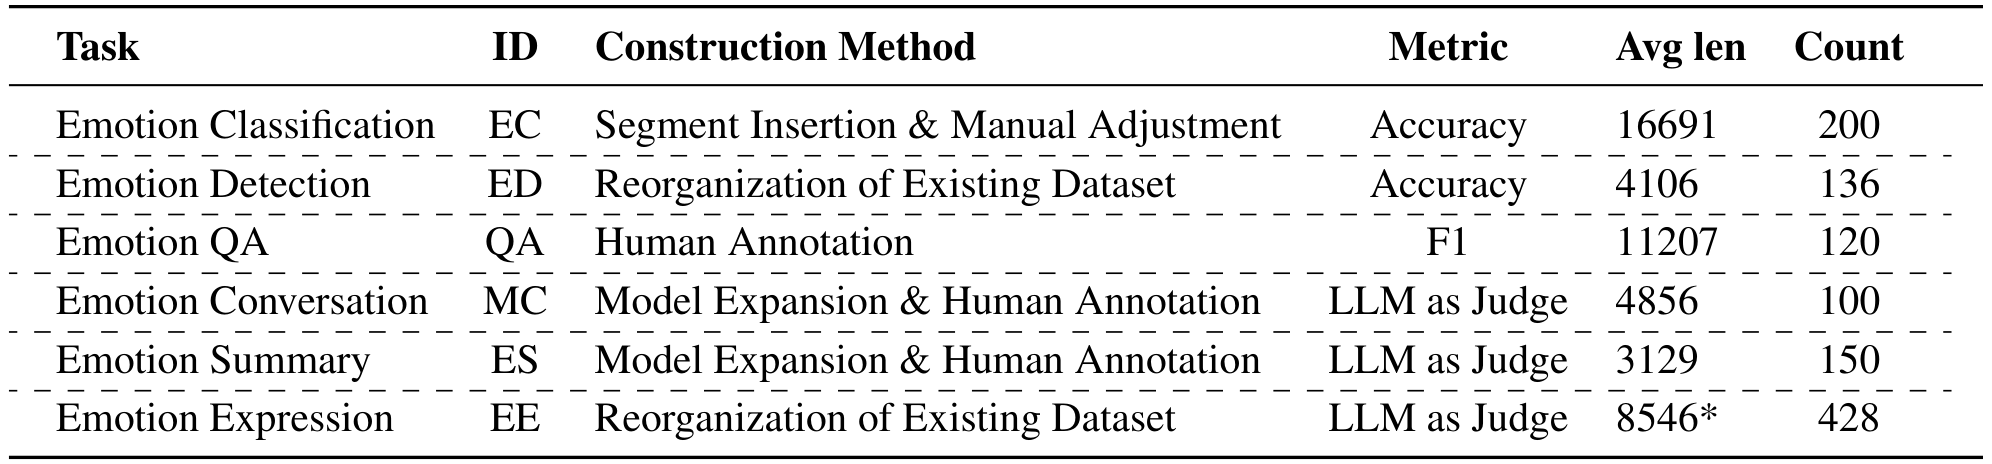 Task ID Construction Method Metric Avg len Count
Emotion Classification EC Segment Insertion & Manual Adjustment Accuracy 16691 200
Emotion Detection ED Reorganization of Existing Dataset Accuracy 4106 136
Emotion QA QA Human Annotation F1 11207 120
Emotion Conversation MC Model Expansion & Human Annotation LLM as Judge 4856 100
Emotion Summary ES Model Expansion & Human Annotation LLM as Judge 3129 150
Emotion Expression EE Reorganization of Existing Dataset LLM as Judge 8546* 428